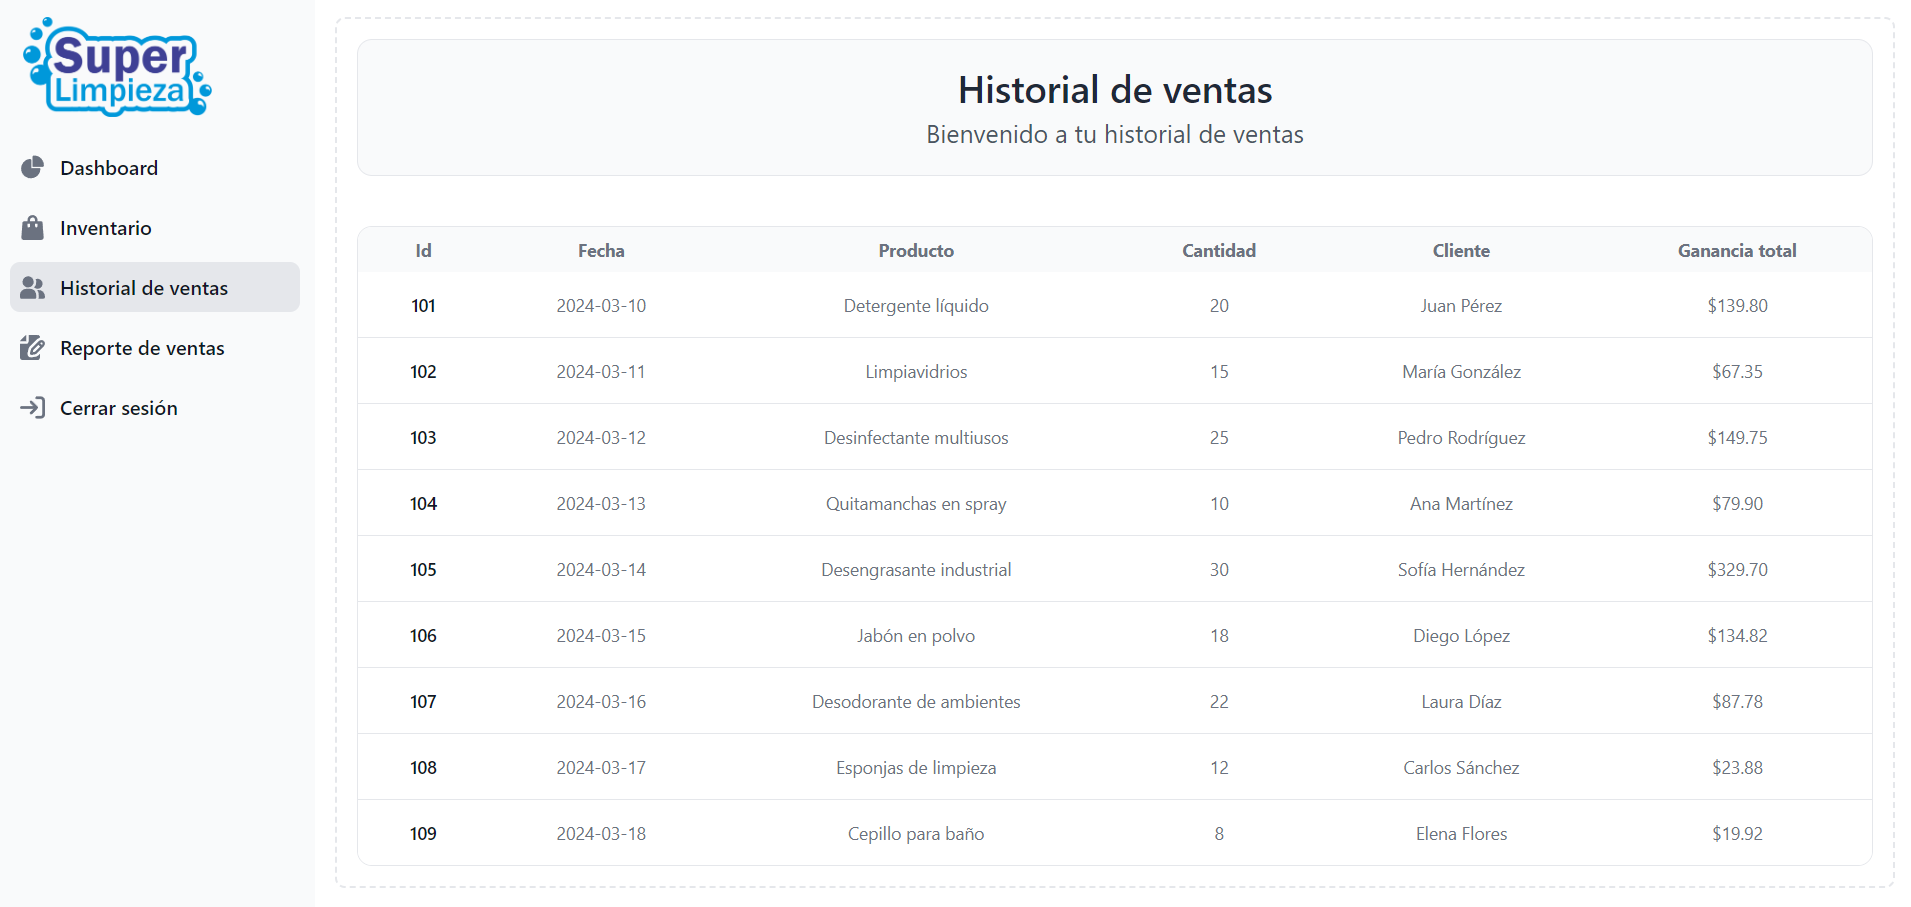 Super
Limpieza
Dashboard
Inventario
Historial de ventas
Reporte de ventas
Cerrar sesión
Historial de ventas
Bienvenido a tu historial de ventas
Id Fecha Producto Cantidad Cliente Ganancia total
101 2024-03-10 Detergente líquido 20 Juan Pérez $139.80
102 2024-03-11 Limpiavidrios 15 María González $67.35
103 2024-03-12 Desinfectante multiusos 25 Pedro Rodríguez $149.75
104 2024-03-13 Quitamanchas en spray 10 Ana Martínez $79.90
105 2024-03-14 Desengrasante industrial 30 Sofía Hernández $329.70
106 2024-03-15 Jabón en polvo 18 Diego López $134.82
107 2024-03-16 Desodorante de ambientes 22 Laura Díaz $87.78
108 2024-03-17 Esponjas de limpieza 12 Carlos Sánchez $23.88
109 2024-03-18 Cepillo para baño 8 Elena Flores $19.92